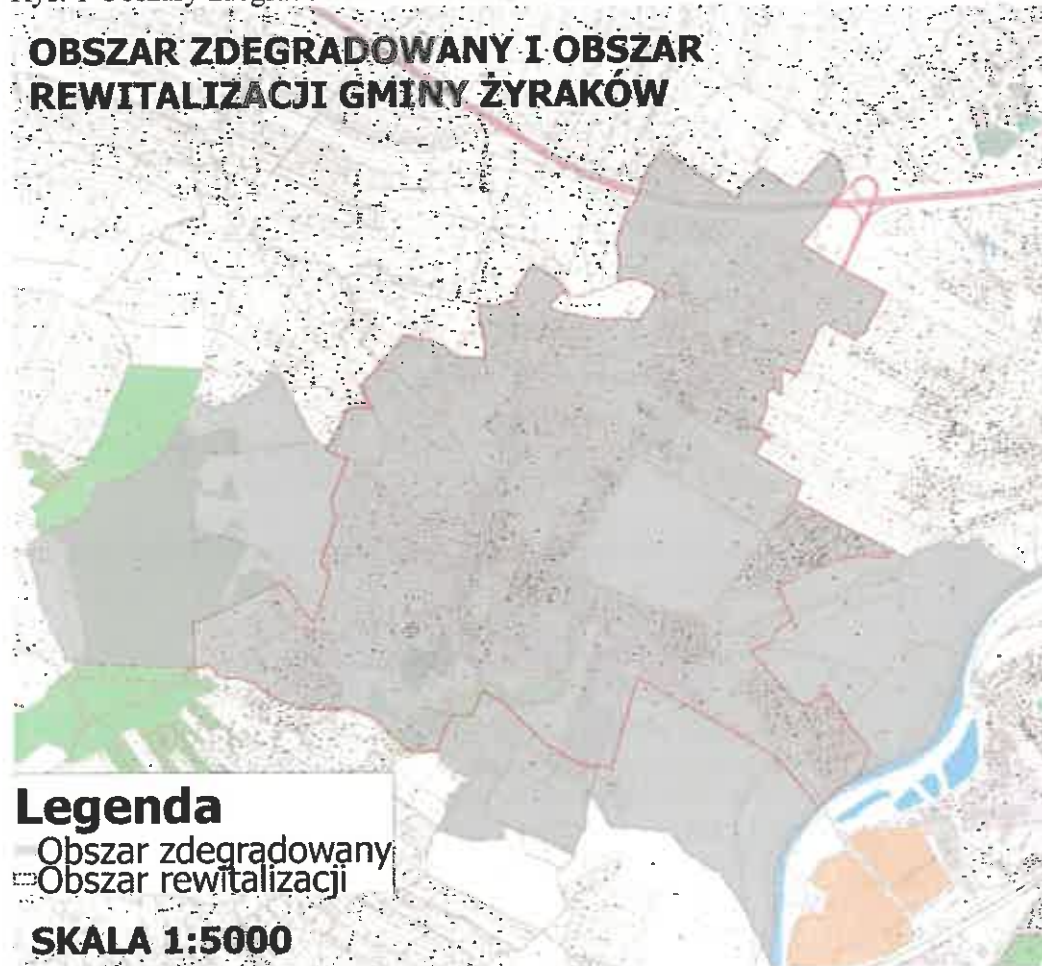 OBSZAR ZDEGRADOWANY I OBSZAR
REWITALIZACJI GMINY ŻYRAKÓW
Legenda
Obszar zdegradowany
Obszar rewitalizacji
SKALA 1:5000